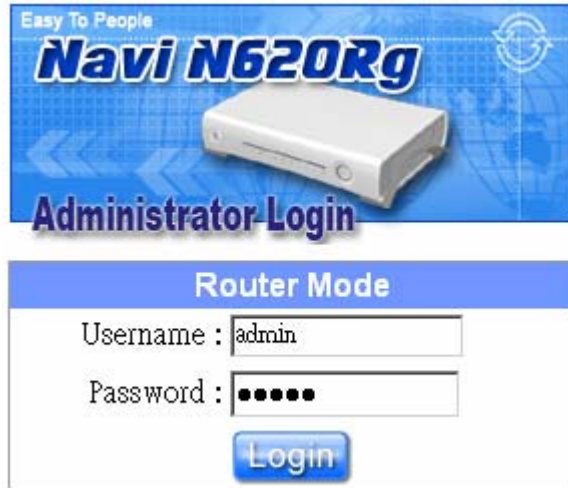 Easy To People
Navi N620Rg
Administrator Login
Router Mode
Username : admin
Password : ●●●●●
Login